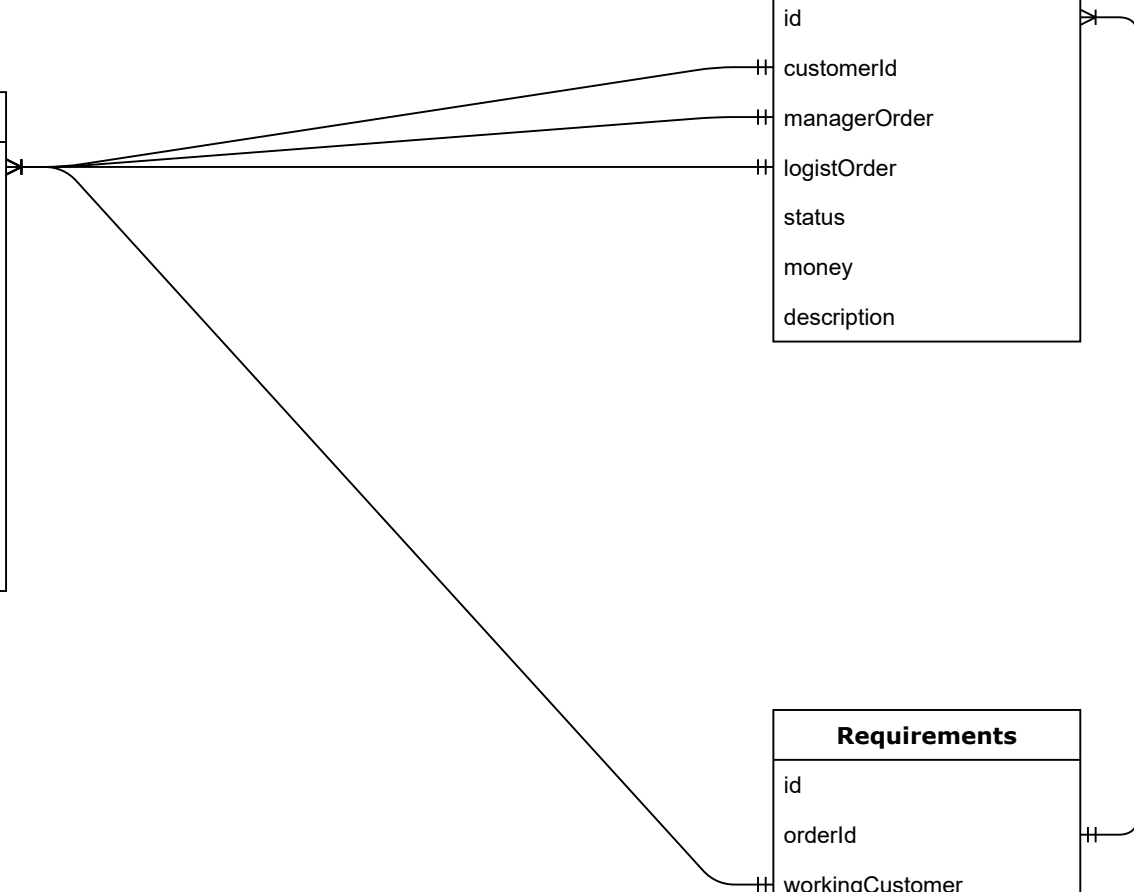 id
customerId
managerOrder
logistOrder
status
money
description
Requirements
id
orderId
workingCustomer